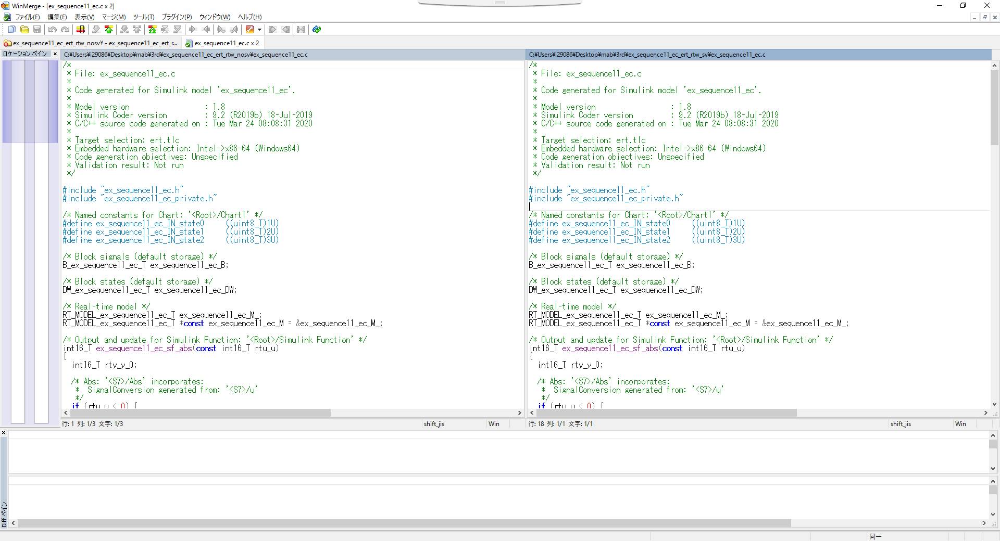 WinMerge - [ex_sequence11_ec.c x 2]
ファイル(F) 編集(E) 表示(V) マージ(M) ツール(T) プラグイン(P) ウィンドウ(W) ヘルプ(H)
ex_sequence11_ec_ert_rtw_nosv¥ - ex_sequence11_ec_ert_r... ex_sequence11_ec.c x 2
ロケーション ペイン × C:¥Users¥i29086¥Desktop¥mab¥3rd¥ex_sequence11_ec_ert_rtw_nosv¥ex_sequence11_ec.c
/*
 * File: ex_sequence11_ec.c
 *
 * Code generated for Simulink model 'ex_sequence11_ec'.
 *
 * Model version : 1.8
 * Simulink Coder version : 9.2 (R2019b) 18-Jul-2019
 * C/C++ source code generated on : Tue Mar 24 08:08:31 2020
 *
 * Target selection: ert.tlc
 * Embedded hardware selection: Intel->x86-64 (Windows64)
 * Code generation objectives: Unspecified
 * Validation result: Not run
 */
#include "ex_sequence11_ec.h"
#include "ex_sequence11_ec_private.h"
/* Named constants for Chart: '<Root>/Chart1' */
#define ex_sequence11_ec_IN_state0 ((uint8_T)1U)
#define ex_sequence11_ec_IN_state1 ((uint8_T)2U)
#define ex_sequence11_ec_IN_state2 ((uint8_T)3U)
/* Block signals (default storage) */
B_ex_sequence11_ec_T ex_sequence11_ec_B;
/* Block states (default storage) */
DW_ex_sequence11_ec_T ex_sequence11_ec_DW;
/* Real-time model */
RT_MODEL_ex_sequence11_ec_T ex_sequence11_ec_M_;
RT_MODEL_ex_sequence11_ec_T *const ex_sequence11_ec_M = &ex_sequence11_ec_M_;
/* Output and update for Simulink Function: '<Root>/Simulink Function' */
int16_T ex_sequence11_ec_sf_abs(const int16_T rtu_u)
{
  int16_T rty_y_0;
  /* Abs: '<S7>/Abs' incorporates:
   *  SignalConversion generated from: '<S7>/u'
   */
  if (rtu_u < 0) {
行: 1 列: 1/3 文字: 1/3 shift_jis Win
C:¥Users¥i29086¥Desktop¥mab¥3rd¥ex_sequence11_ec_ert_rtw_sv¥ex_sequence11_ec.c
/*
 * File: ex_sequence11_ec.c
 *
 * Code generated for Simulink model 'ex_sequence11_ec'.
 *
 * Model version : 1.8
 * Simulink Coder version : 9.2 (R2019b) 18-Jul-2019
 * C/C++ source code generated on : Tue Mar 24 08:08:31 2020
 *
 * Target selection: ert.tlc
 * Embedded hardware selection: Intel->x86-64 (Windows64)
 * Code generation objectives: Unspecified
 * Validation result: Not run
 */
#include "ex_sequence11_ec.h"
#include "ex_sequence11_ec_private.h"
/* Named constants for Chart: '<Root>/Chart1' */
#define ex_sequence11_ec_IN_state0 ((uint8_T)1U)
#define ex_sequence11_ec_IN_state1 ((uint8_T)2U)
#define ex_sequence11_ec_IN_state2 ((uint8_T)3U)
/* Block signals (default storage) */
B_ex_sequence11_ec_T ex_sequence11_ec_B;
/* Block states (default storage) */
DW_ex_sequence11_ec_T ex_sequence11_ec_DW;
/* Real-time model */
RT_MODEL_ex_sequence11_ec_T ex_sequence11_ec_M_;
RT_MODEL_ex_sequence11_ec_T *const ex_sequence11_ec_M = &ex_sequence11_ec_M_;
/* Output and update for Simulink Function: '<Root>/Simulink Function' */
int16_T ex_sequence11_ec_sf_abs(const int16_T rtu_u)
{
  int16_T rty_y_0;
  /* Abs: '<S7>/Abs' incorporates:
   *  SignalConversion generated from: '<S7>/u'
   */
  if (rtu_u < 0) {
行: 18 列: 1/1 文字: 1/1 shift_jis Win
Diff ペイン
同一